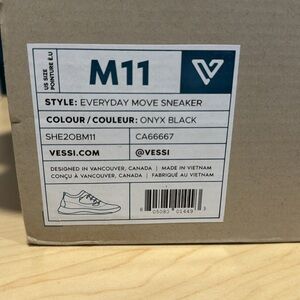 US SIZE
POINTURE É.U
M11
STYLE: EVERYDAY MOVE SNEAKER
COLOUR / COULEUR: ONYX BLACK
SHE2OBM11 CA66667
VESSI.COM @VESSI
DESIGNED IN VANCOUVER, CANADA | MADE IN VIETNAM
CONÇU À VANCOUVER, CANADA | FABRIQUÉ AU VIETNAM